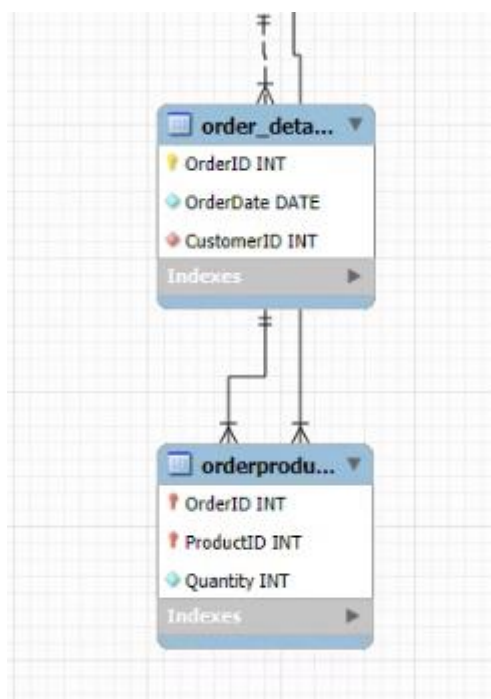 order_deta...
OrderID INT
OrderDate DATE
CustomerID INT
Indexes
orderprodu...
OrderID INT
ProductID INT
Quantity INT
Indexes